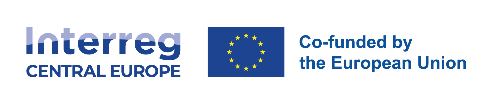 Interreg
CENTRAL EUROPE
Co-funded by
the European Union